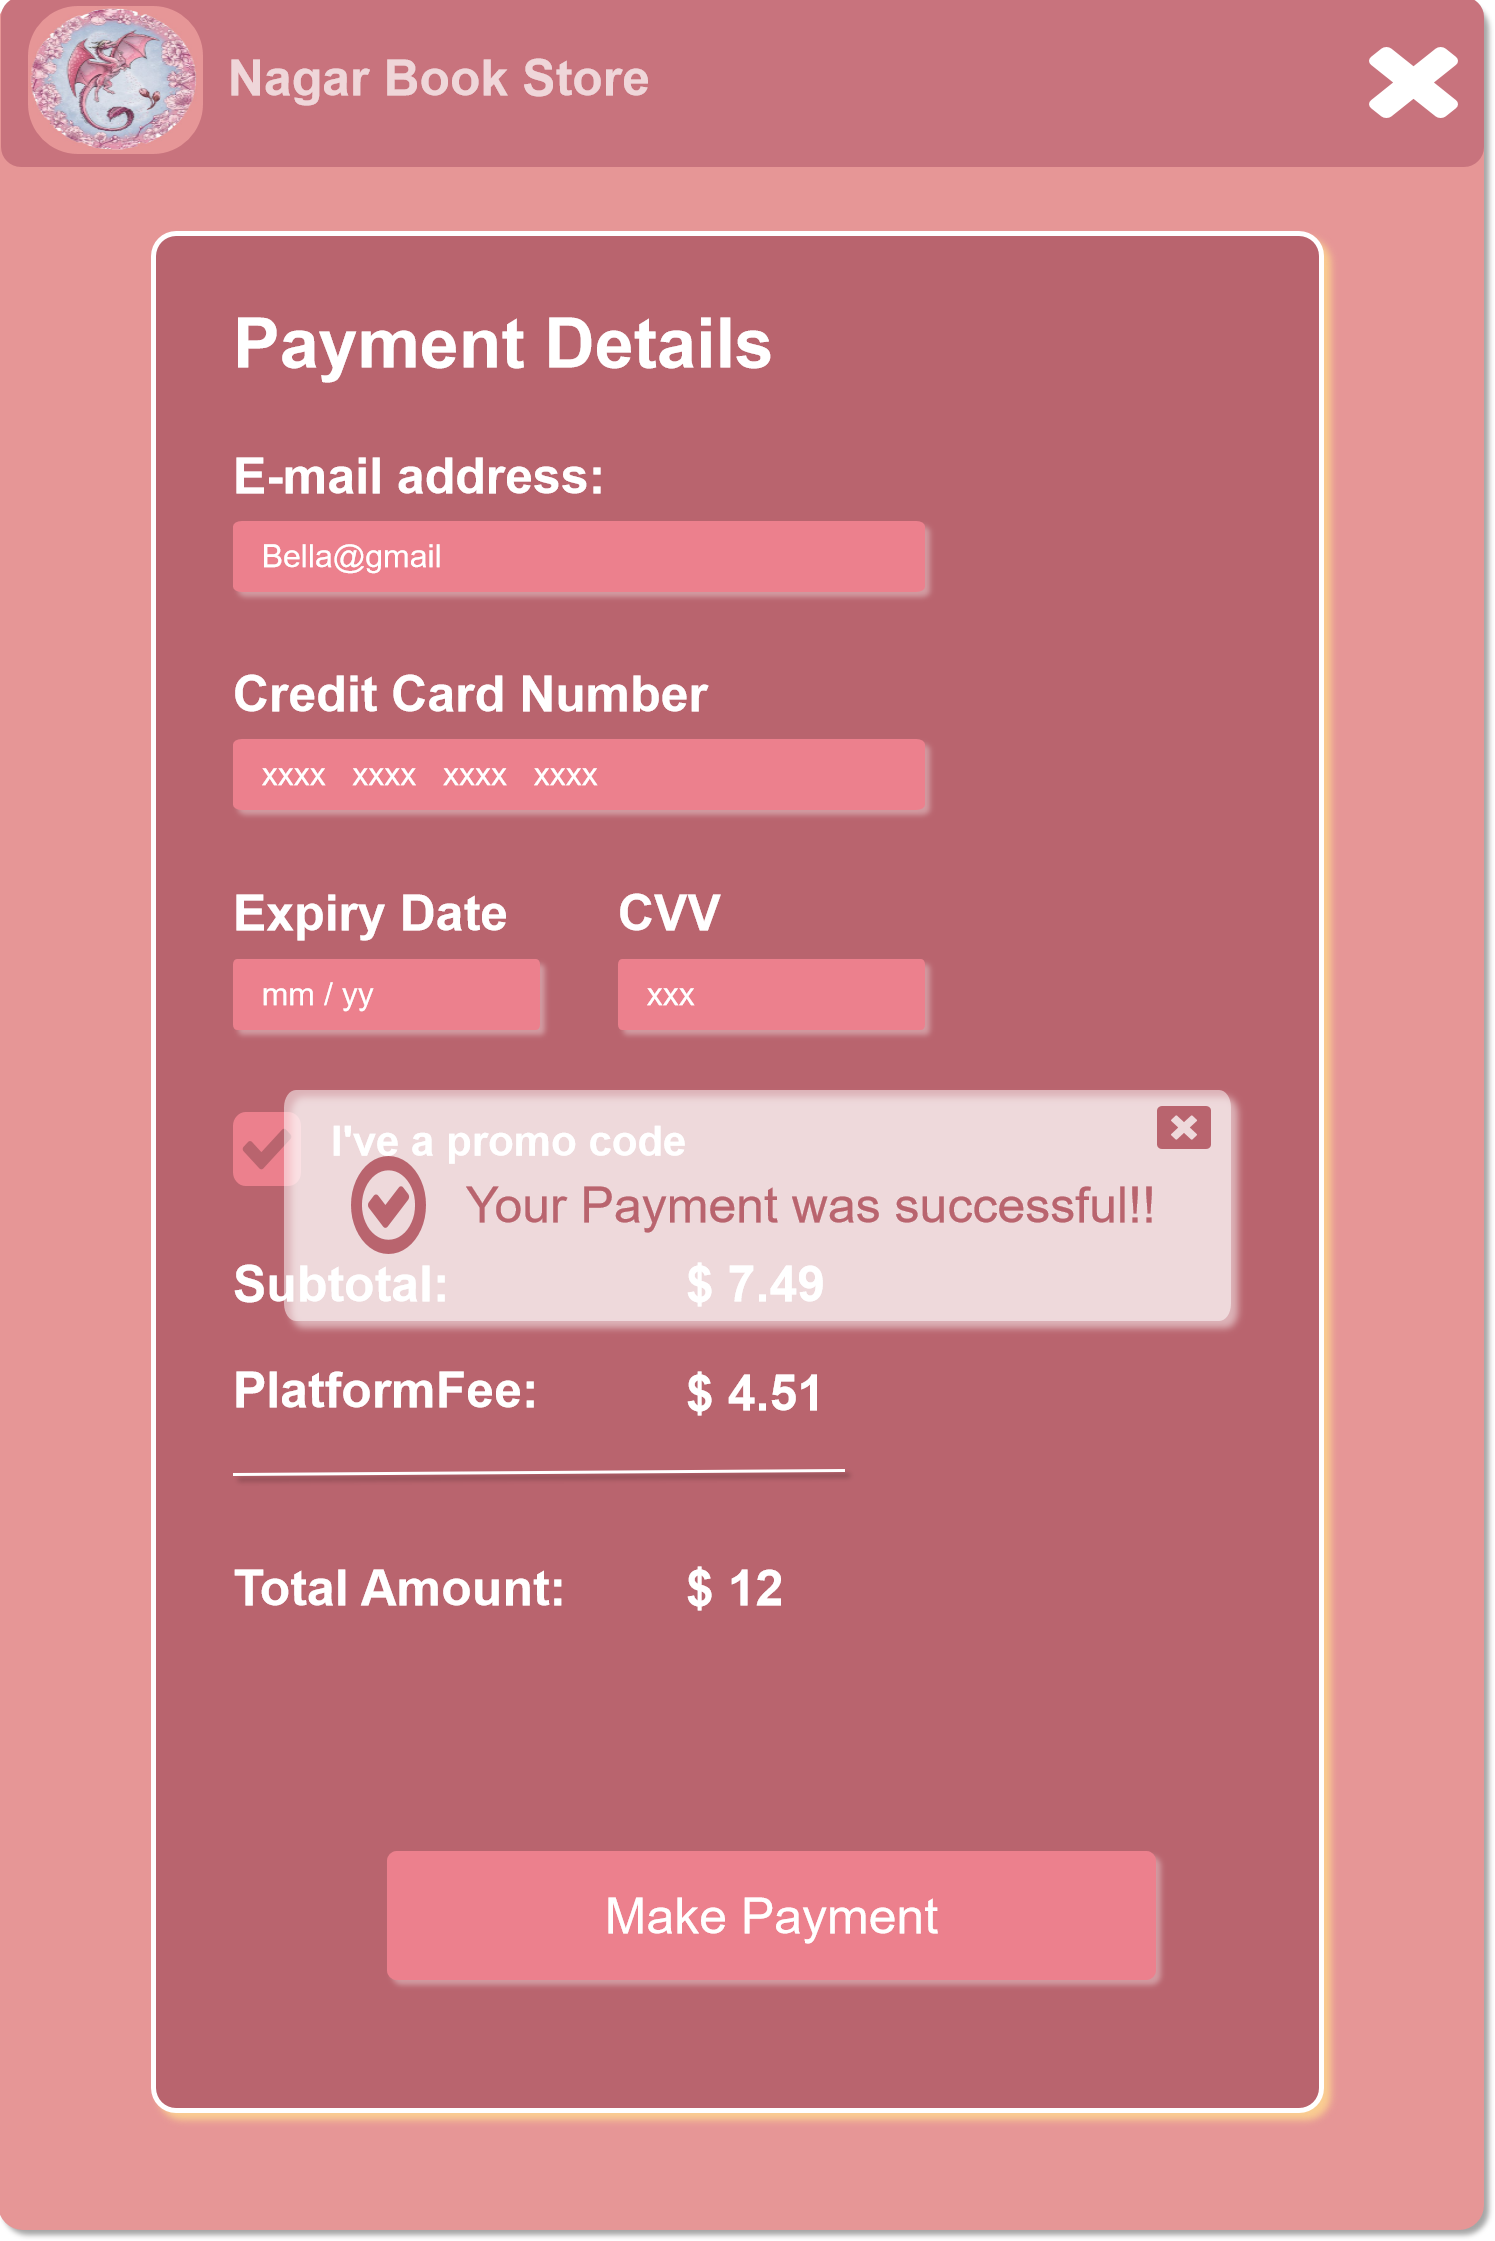 Nagar Book Store
Payment Details
E-mail address:
Bella@gmail
Credit Card Number
xxxx xxxx xxxx xxxx
Expiry Date CVV
mm / yy xxx
I've a promo code
Your Payment was successful!!
Subtotal: $ 7.49
PlatformFee: $ 4.51
Total Amount: $ 12
Make Payment